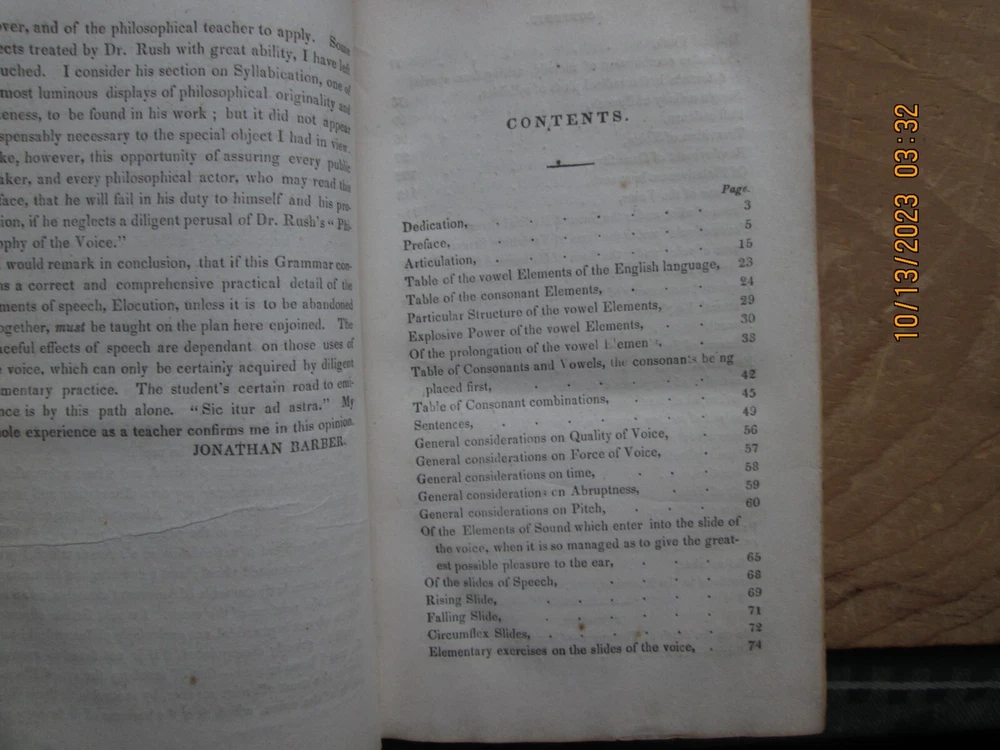 ver, and of the philosophical teacher to apply. Some
ects treated by Dr. Rush with great ability, I have left
uched. I consider his section on Syllabication, one of
most luminous displays of philosophical originality and
teness, to be found in his work ; but it did not appear
spensably necessary to the special object I had in view.
ke, however, this opportunity of assuring every public
aker, and every philosophical actor, who may read this
face, that he will fail in his duty to himself and his pro-
ion, if he neglects a diligent perusal of Dr. Rush's "Phi-
ophy of the Voice."
would remark in conclusion, that if this Grammar con-
ns a correct and comprehensive practical detail of the
ments of speech, Elocution, unless it is to be abandoned
ogether, must be taught on the plan here enjoined. The
aceful effects of speech are dependant on those uses of
e voice, which can only be certainly acquired by diligent
mentary practice. The student's certain road to emi-
nce is by this path alone. "Sic itur ad astra." My
ole experience as a teacher confirms me in this opinion.
JONATHAN BARBER.
CONTENTS.
Page.
Dedication, 3
Preface, 5
Articulation, 15
Table of the vowel Elements of the English language, 23
Table of the consonant Elements, 24
Particular Structure of the vowel Elements, 29
Explosive Power of the vowel Elements, 30
Of the prolongation of the vowel Elements, 33
Table of Consonants and Vowels, the consonants being
placed first, 42
Table of Consonant combinations, 45
Sentences, 49
General considerations on Quality of Voice, 56
General considerations on Force of Voice, 57
General considerations on time, 58
General considerations on Abruptness, 59
General considerations on Pitch, 60
Of the Elements of Sound which enter into the slide of
the voice, when it is so managed as to give the great-
est possible pleasure to the ear, 65
Of the slides of Speech, 68
Rising Slide, 69
Falling Slide, 71
Circumflex Slides, 72
Elementary exercises on the slides of the voice, 74
10/13/2023 03:32